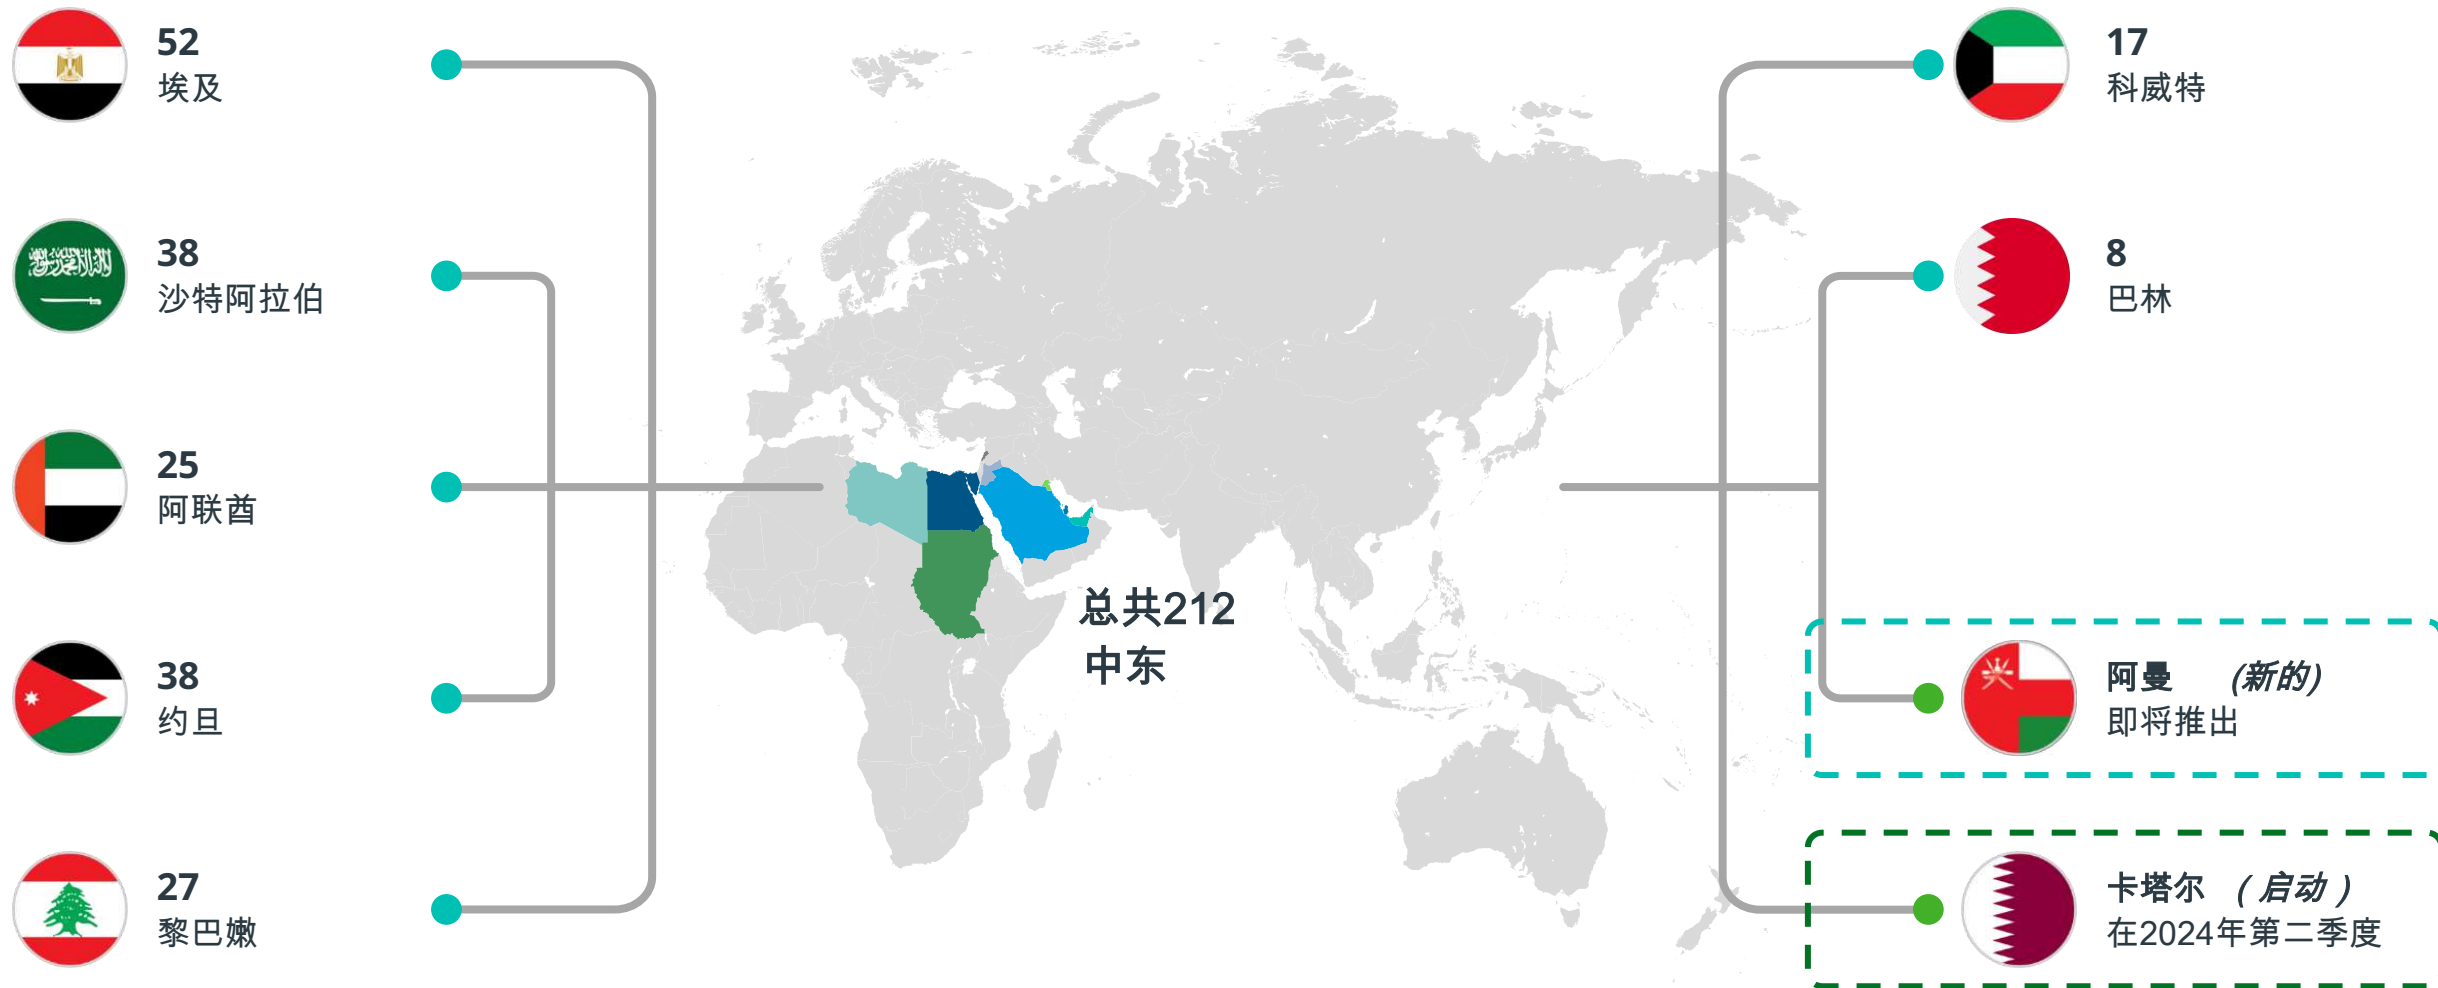 52
埃及
38
沙特阿拉伯
25
阿联酋
38
约旦
27
黎巴嫩
总共212
中东
17
科威特
8
巴林
阿曼 (新的)
即将推出
卡塔尔 （启动）
在2024年第二季度